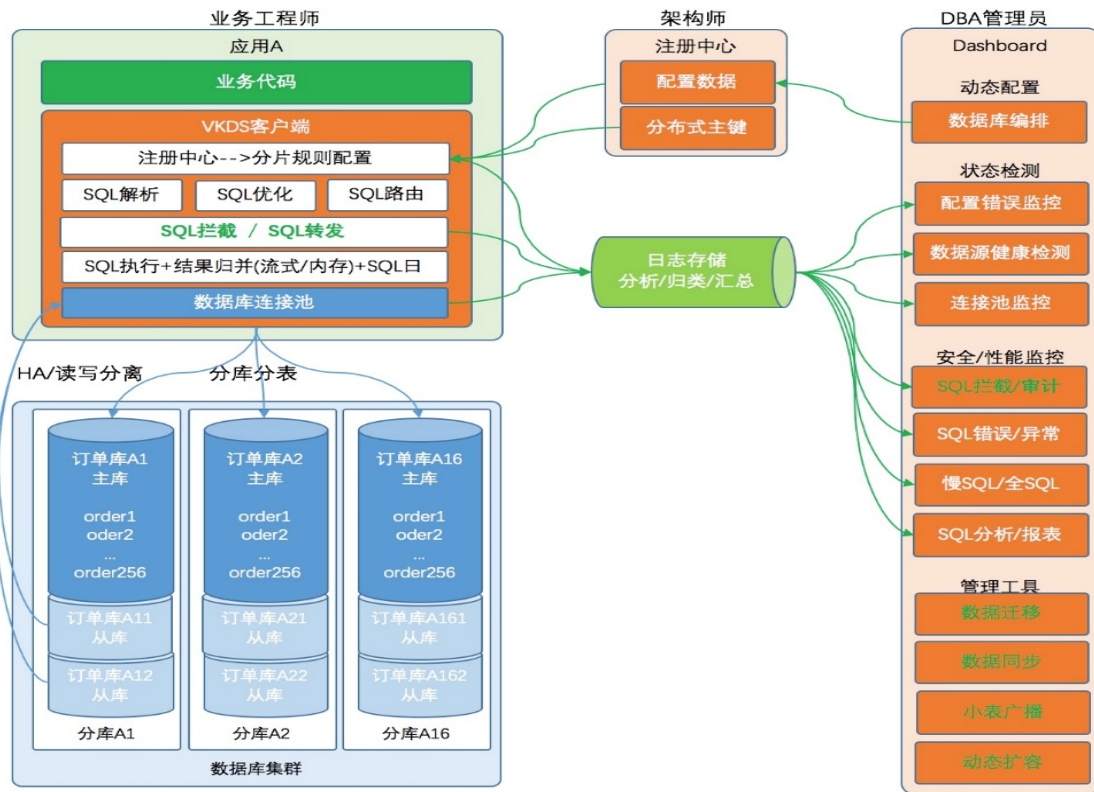 业务工程师
应用A
业务代码
VKDS客户端
注册中心-->分片规则配置
SQL解析
SQL优化
SQL路由
SQL拦截 / SQL转发
SQL执行+结果归并(流式/内存)+SQL日
数据库连接池
HA/读写分离
分库分表
订单库A1
主库
order1
oder2
...
order256
订单库A11
从库
订单库A12
从库
分库A1
订单库A2
主库
order1
oder2
...
order256
订单库A21
从库
订单库A22
从库
分库A2
订单库A16
主库
order1
oder2
...
order256
订单库A161
从库
订单库A162
从库
分库A16
数据库集群
架构师
注册中心
配置数据
分布式主键
日志存储
分析/归类/汇总
DBA管理员
Dashboard
动态配置
数据库编排
状态检测
配置错误监控
数据源健康检测
连接池监控
安全/性能监控
SQL拦截/审计
SQL错误/异常
慢SQL/全SQL
SQL分析/报表
管理工具
数据迁移
数据同步
小表广播
动态扩容